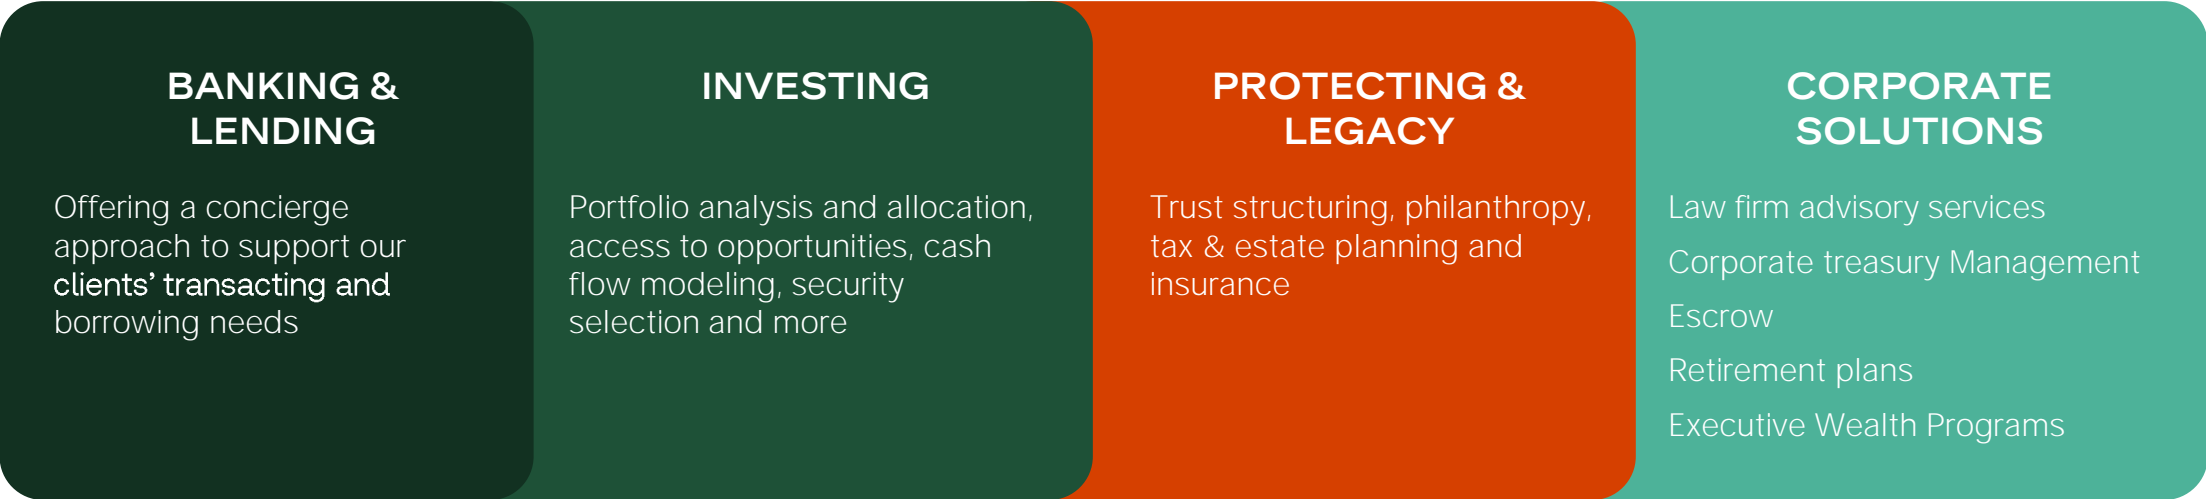 BANKING &
LENDING
Offering a concierge
approach to support our
clients’ transacting and
borrowing needs
INVESTING
Portfolio analysis and allocation,
access to opportunities, cash
flow modeling, security
selection and more
PROTECTING &
LEGACY
Trust structuring, philanthropy,
tax & estate planning and
insurance
CORPORATE
SOLUTIONS
Law firm advisory services
Corporate treasury Management
Escrow
Retirement plans
Executive Wealth Programs